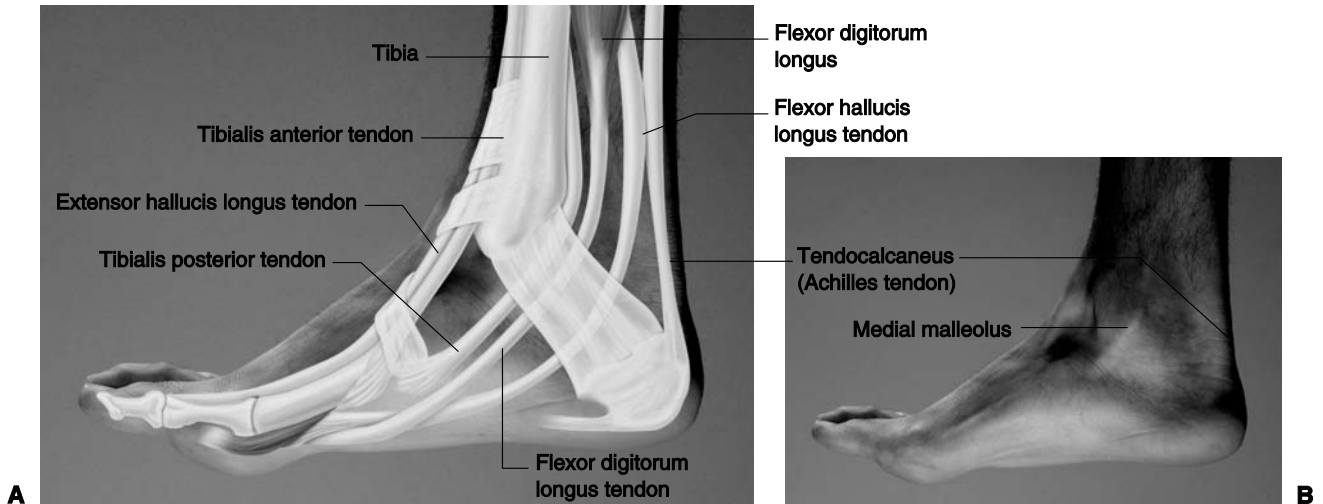 Tibia
Tibialis anterior tendon
Extensor hallucis longus tendon
Tibialis posterior tendon
Flexor digitorum
longus
Flexor hallucis
longus tendon
Tendocalcaneus
(Achilles tendon)
Medial malleolus
Flexor digitorum
longus tendon
A
B